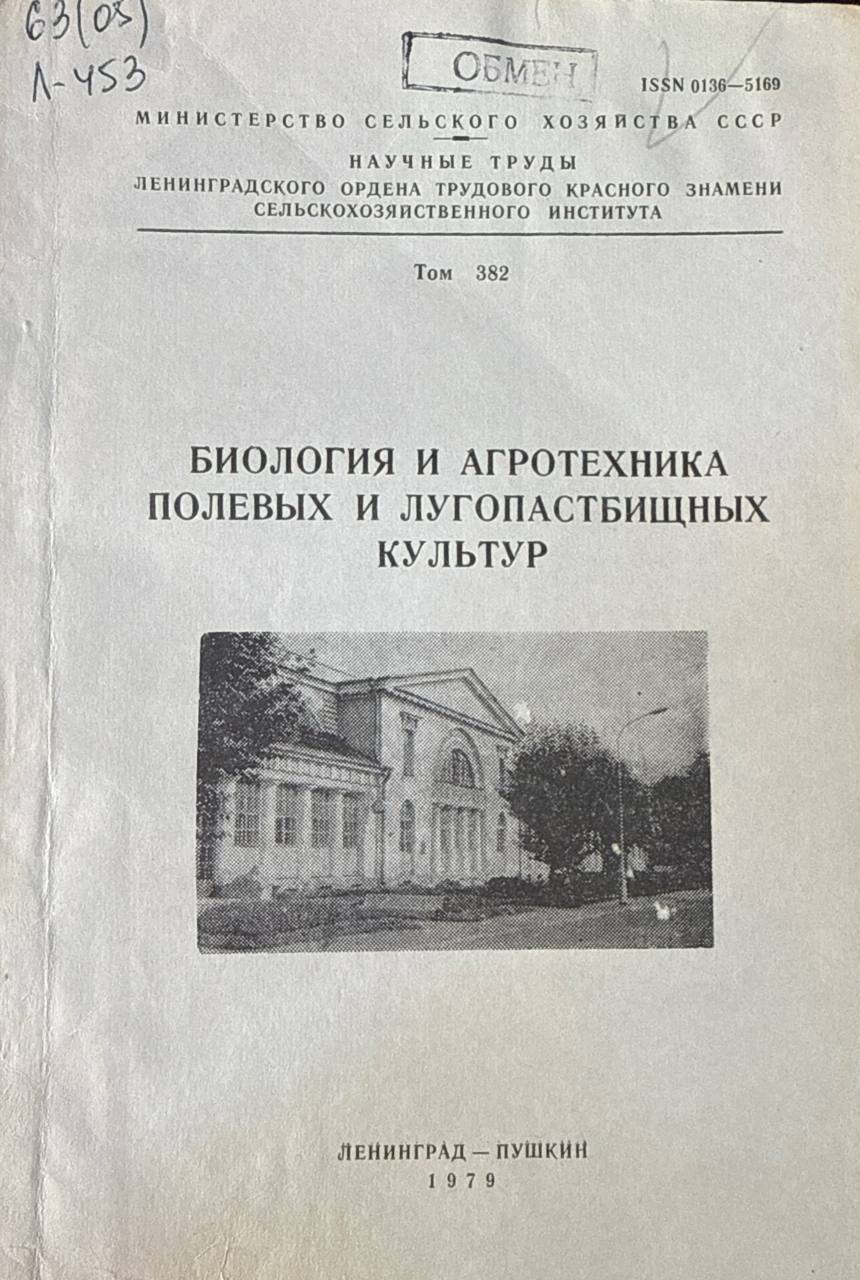 63(05)
Л-453
ОБМЕН
ISSN 0136—5169
МИНИСТЕРСТВО СЕЛЬСКОГО ХОЗЯЙСТВА СССР
НАУЧНЫЕ ТРУДЫ
ЛЕНИНГРАДСКОГО ОРДЕНА ТРУДОВОГО КРАСНОГО ЗНАМЕНИ
СЕЛЬСКОХОЗЯЙСТВЕННОГО ИНСТИТУТА
Том 382
БИОЛОГИЯ И АГРОТЕХНИКА
ПОЛЕВЫХ И ЛУГОПАСТБИЩНЫХ
КУЛЬТУР
ЛЕНИНГРАД — ПУШКИН
1979